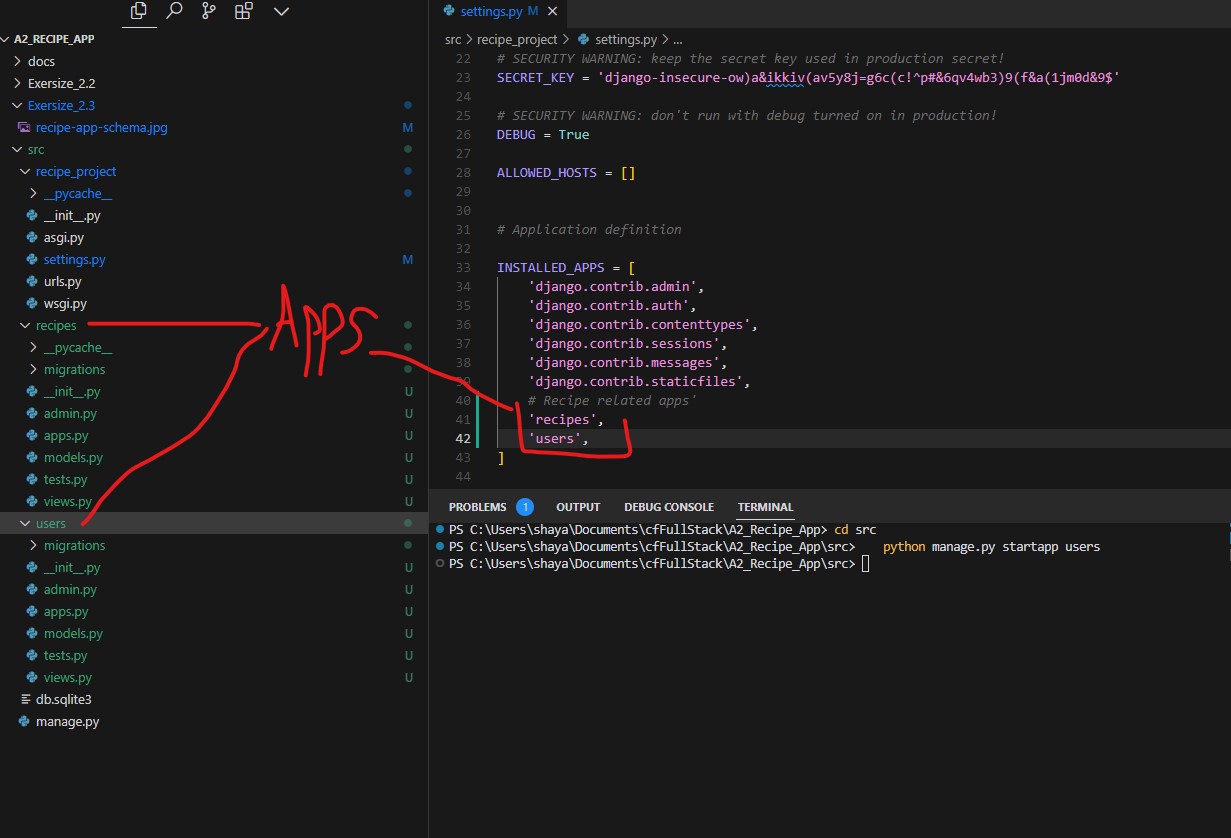 A2_RECIPE_APP
docs
Exersize_2.2
Exersize_2.3
recipe-app-schema.jpg M
src
recipe_project
__pycache__
__init__.py
asgi.py
settings.py M
urls.py
wsgi.py
recipes
__pycache__
migrations
__init__.py U
admin.py U
apps.py U
models.py U
tests.py U
views.py U
users
migrations
__init__.py U
admin.py U
apps.py U
models.py U
tests.py U
views.py U
db.sqlite3
manage.py
Apps
settings.py M
src > recipe_project > settings.py > ...
22 # SECURITY WARNING: keep the secret key used in production secret!
23 SECRET_KEY = 'django-insecure-ow)a&ikkiv(av5y8j=g6c(c!^p#&6qv4wb3)9(f&a(1jm0d&9$'
24
25 # SECURITY WARNING: don't run with debug turned on in production!
26 DEBUG = True
27
28 ALLOWED_HOSTS = []
29
30
31 # Application definition
32
33 INSTALLED_APPS = [
34 'django.contrib.admin',
35 'django.contrib.auth',
36 'django.contrib.contenttypes',
37 'django.contrib.sessions',
38 'django.contrib.messages',
39 'django.contrib.staticfiles',
40 # Recipe related apps'
41 'recipes',
42 'users',
43 ]
44
PROBLEMS 1 OUTPUT DEBUG CONSOLE TERMINAL
PS C:\Users\shaya\Documents\cfFullStack\A2_Recipe_App> cd src
PS C:\Users\shaya\Documents\cfFullStack\A2_Recipe_App\src> python manage.py startapp users
PS C:\Users\shaya\Documents\cfFullStack\A2_Recipe_App\src>